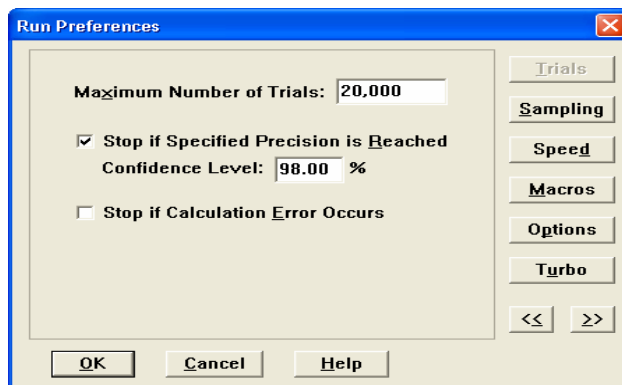 Run Preferences
Maximum Number of Trials: 20,000
Stop if Specified Precision is Reached
Confidence Level: 98.00 %
Stop if Calculation Error Occurs
Trials
Sampling
Speed
Macros
Options
Turbo
<< >>
OK Cancel Help